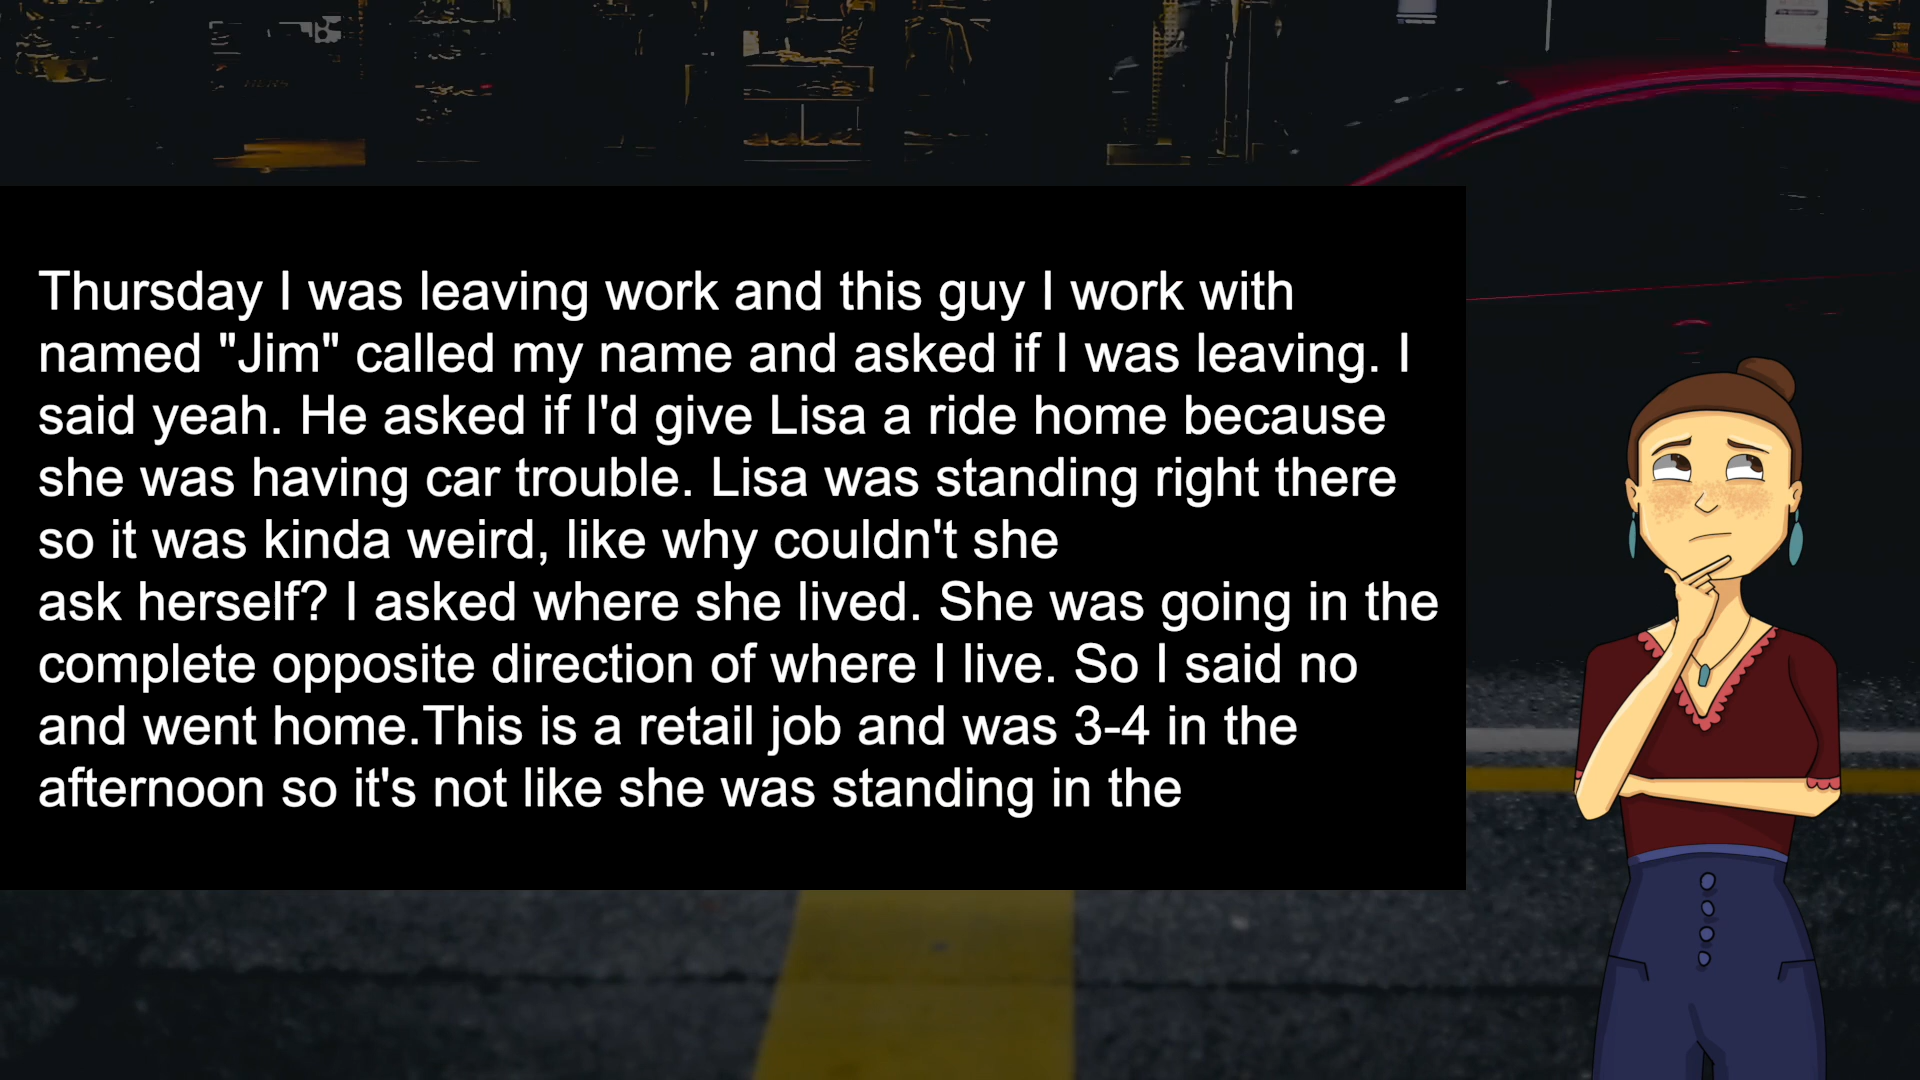 Thursday I was leaving work and this guy I work with
named "Jim" called my name and asked if I was leaving. I
said yeah. He asked if I'd give Lisa a ride home because
she was having car trouble. Lisa was standing right there
so it was kinda weird, like why couldn't she
ask herself? I asked where she lived. She was going in the
complete opposite direction of where I live. So I said no
and went home.This is a retail job and was 3-4 in the
afternoon so it's not like she was standing in the